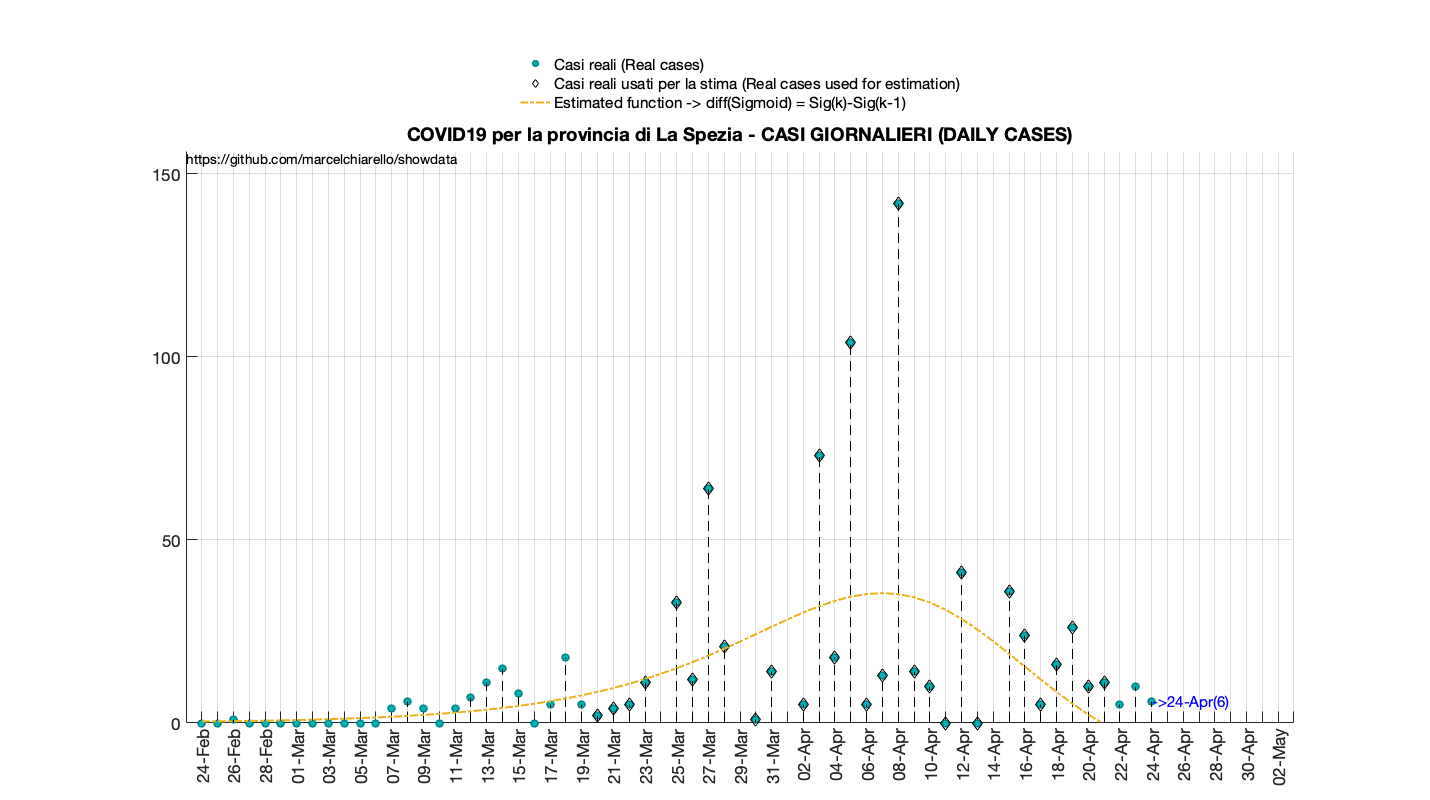 Casi reali (Real cases)
Casi reali usati per la stima (Real cases used for estimation)
Estimated function -> diff(Sigmoid) = Sig(k)-Sig(k-1)
COVID19 per la provincia di La Spezia - CASI GIORNALIERI (DAILY CASES)
https://github.com/marcelchiarello/showdata
150
100
50
0
->24-Apr(6)
24-Feb
26-Feb
28-Feb
01-Mar
03-Mar
05-Mar
07-Mar
09-Mar
11-Mar
13-Mar
15-Mar
17-Mar
19-Mar
21-Mar
23-Mar
25-Mar
27-Mar
29-Mar
31-Mar
02-Apr
04-Apr
06-Apr
08-Apr
10-Apr
12-Apr
14-Apr
16-Apr
18-Apr
20-Apr
22-Apr
24-Apr
26-Apr
28-Apr
30-Apr
02-May